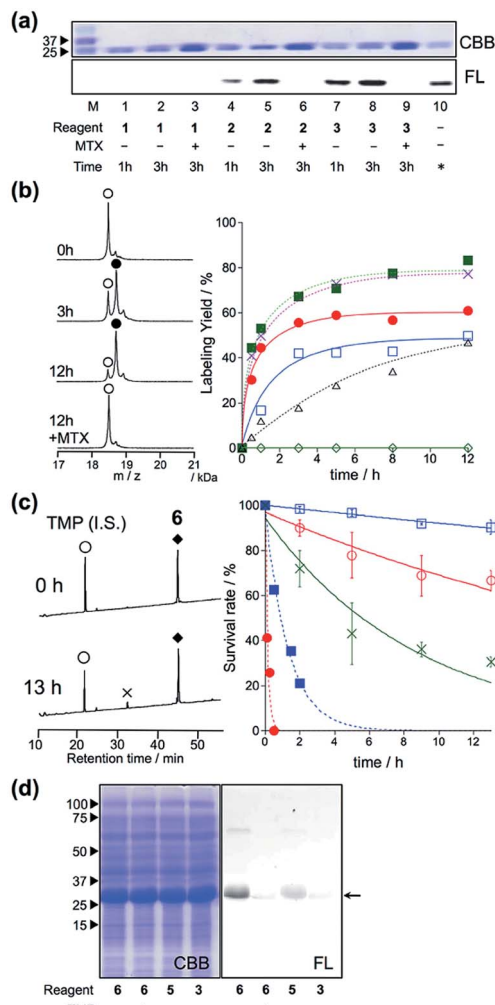 (a)
37
25
CBB
FL
M 1 2 3 4 5 6 7 8 9 10
Reagent 1 1 1 2 2 2 3 3 3 –
MTX – – + – – + – – + –
Time 1h 3h 3h 1h 3h 3h 1h 3h 3h *
(b)
0h
3h
12h
12h
+MTX
17 18 19 20 21
m / z / kDa
Labeling Yield / %
100
80
60
40
20
0
0 2 4 6 8 10 12
time / h
(c)
TMP (I.S.) 6
0 h
13 h
×
10 20 30 40 50
Retention time / min
Survival rate / %
100
80
60
40
20
0
0 2 4 6 8 10 12
time / h
(d)
100
75
50
37
25
15
CBB
FL
Reagent 6 6 5 3 6 6 5 3